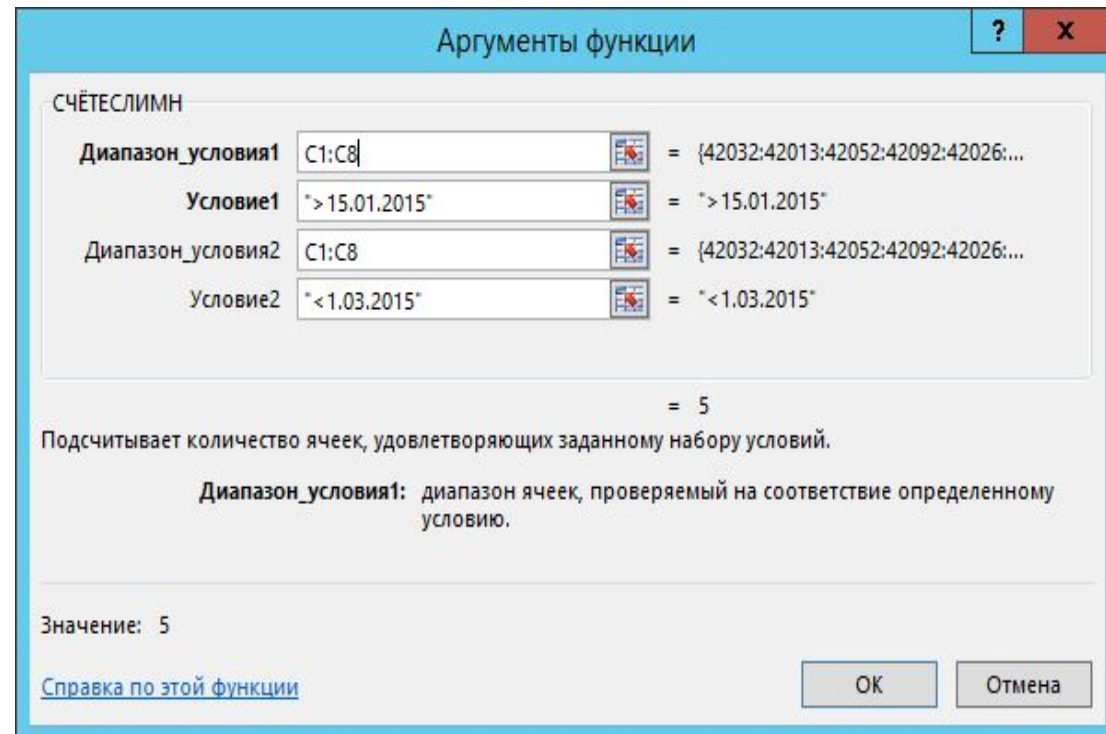 Аргументы функции
?
x
СЧЁТЕСЛИМН
Диапазон_условия1 C1:C8 = {42032:42013:42052:42092:42026:...
Условие1 ">15.01.2015" = ">15.01.2015"
Диапазон_условия2 C1:C8 = {42032:42013:42052:42092:42026:...
Условие2 "<1.03.2015" = "<1.03.2015"
= 5
Подсчитывает количество ячеек, удовлетворяющих заданному набору условий.
Диапазон_условия1: диапазон ячеек, проверяемый на соответствие определенному
условию.
Значение: 5
Справка по этой функции
ОК
Отмена